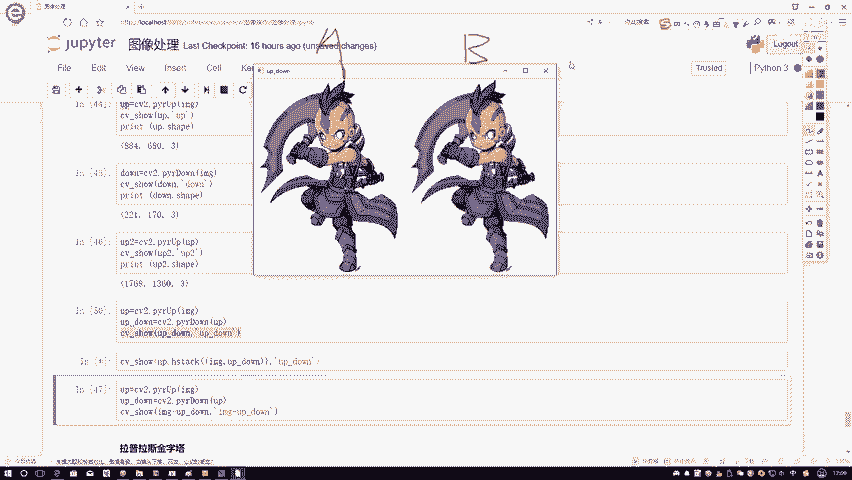 图像处理
jupyter 图像处理 Last Checkpoint: 16 hours ago (unsaved changes)
A B
Logout
File Edit View Insert Cell
Trusted Python 3
up_down
In [44]: up=cv2.pyrUp(img)
cv_show(up,'up')
print (up.shape)
(884, 680, 3)
In [43]: down=cv2.pyrDown(img)
cv_show(down,'down')
print (down.shape)
(221, 170, 3)
In [46]: up2=cv2.pyrUp(up)
cv_show(up2,'up2')
print (up2.shape)
(1768, 1360, 3)
In [50]: up=cv2.pyrUp(img)
up_down=cv2.pyrDown(up)
cv_show(up_down,'up_down')
In [*]: cv_show(np.hstack((img,up_down)),'up_down')
In [47]: up=cv2.pyrUp(img)
up_down=cv2.pyrDown(up)
cv_show(img-up_down,'img-up_down')
拉普拉斯金字塔